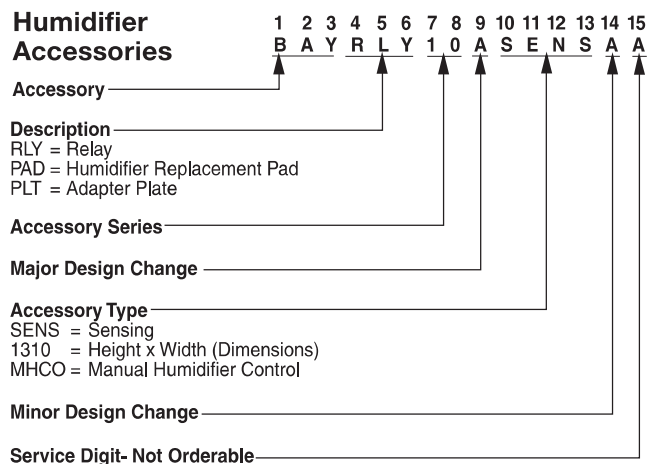 Humidifier
Accessories
1 2 3 4 5 6 7 8 9 10 11 12 13 14 15
B A Y R L Y 1 0 A S E N S A A
Accessory
Description
RLY = Relay
PAD = Humidifier Replacement Pad
PLT = Adapter Plate
Accessory Series
Major Design Change
Accessory Type
SENS = Sensing
1310 = Height x Width (Dimensions)
MHCO = Manual Humidifier Control
Minor Design Change
Service Digit- Not Orderable